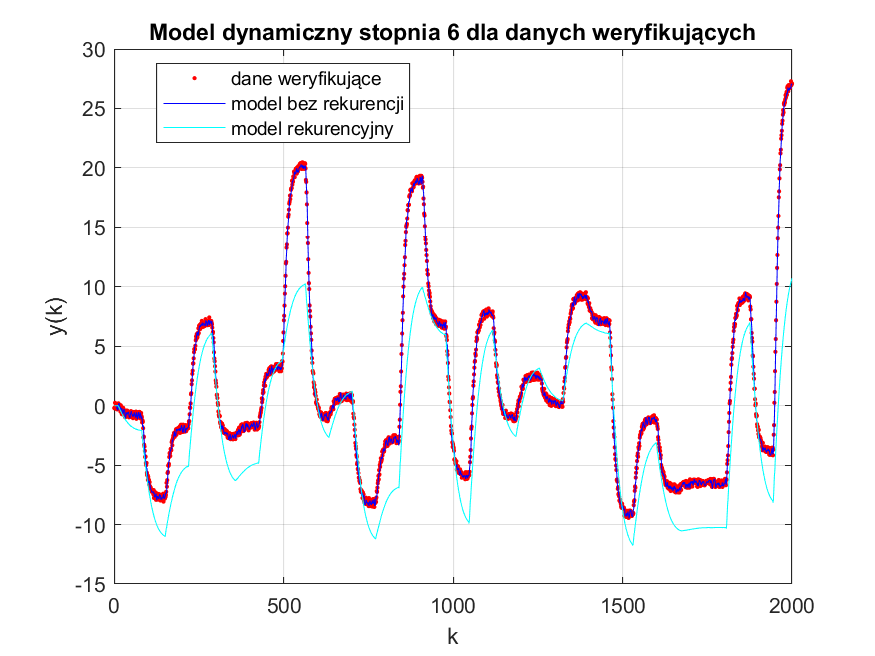 Model dynamiczny stopnia 6 dla danych weryfikujących
30
25
20
15
10
5
0
-5
-10
-15
y(k)
dane weryfikujące
model bez rekurencji
model rekurencyjny
0
500
1000
1500
2000
k